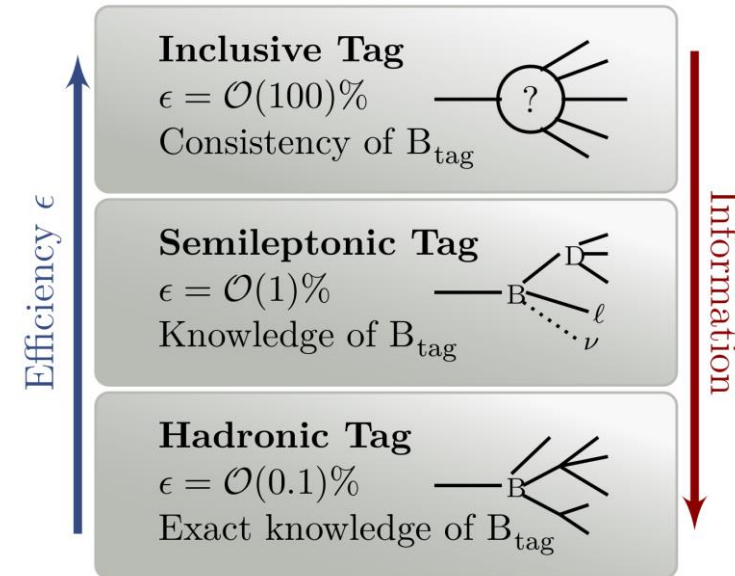 Efficiency ϵ
Inclusive Tag
ϵ = O(100)%
Consistency of B_tag
?
Semileptonic Tag
ϵ = O(1)%
Knowledge of B_tag
B
D
ℓ
ν
Hadronic Tag
ϵ = O(0.1)%
Exact knowledge of B_tag
B
Information